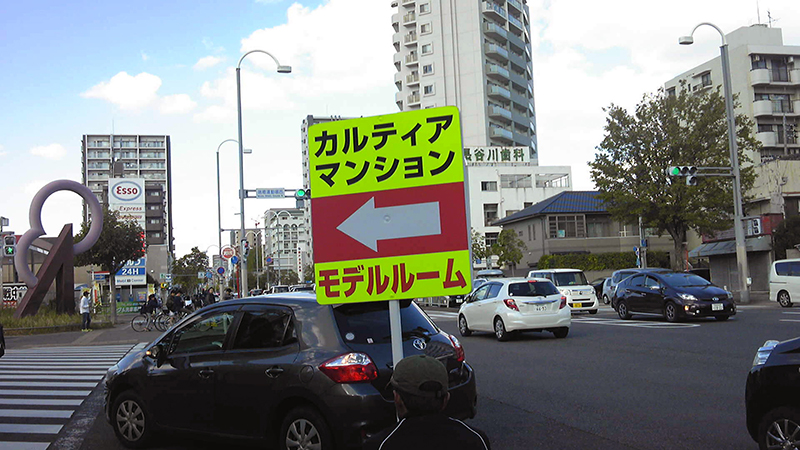 カルティア
マンション
モデルルーム
長谷川歯科
Esso
Express
24H